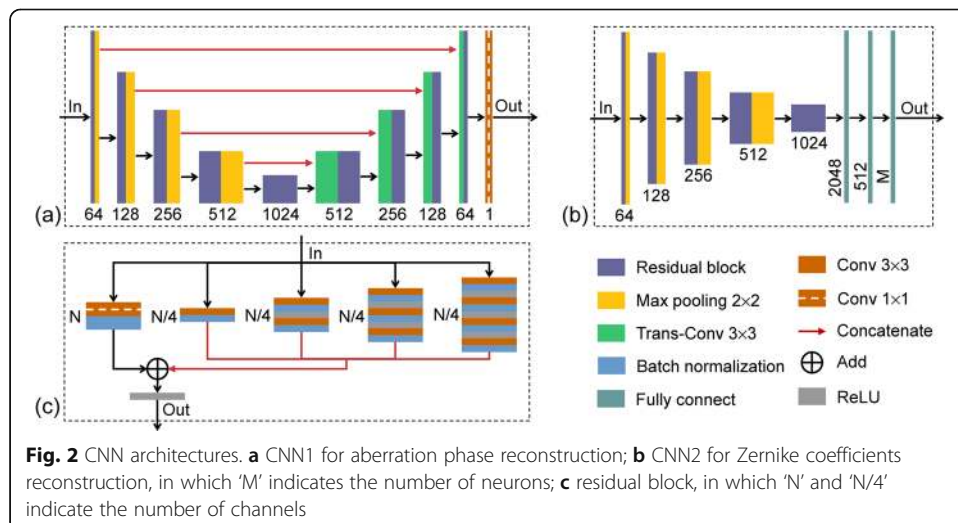 In
Out
(a)
64 128 256 512 1024 512 256 128 64 1
In
Out
64
128
256
512
1024
2048
512
M
(b)
In
N
N/4
N/4
N/4
N/4
Out
(c)
Residual block
Max pooling 2×2
Trans-Conv 3×3
Batch normalization
Fully connect
Conv 3×3
Conv 1×1
Concatenate
Add
ReLU
Fig. 2 CNN architectures. a CNN1 for aberration phase reconstruction; b CNN2 for Zernike coefficients
reconstruction, in which ‘M’ indicates the number of neurons; c residual block, in which ‘N’ and ‘N/4’
indicate the number of channels